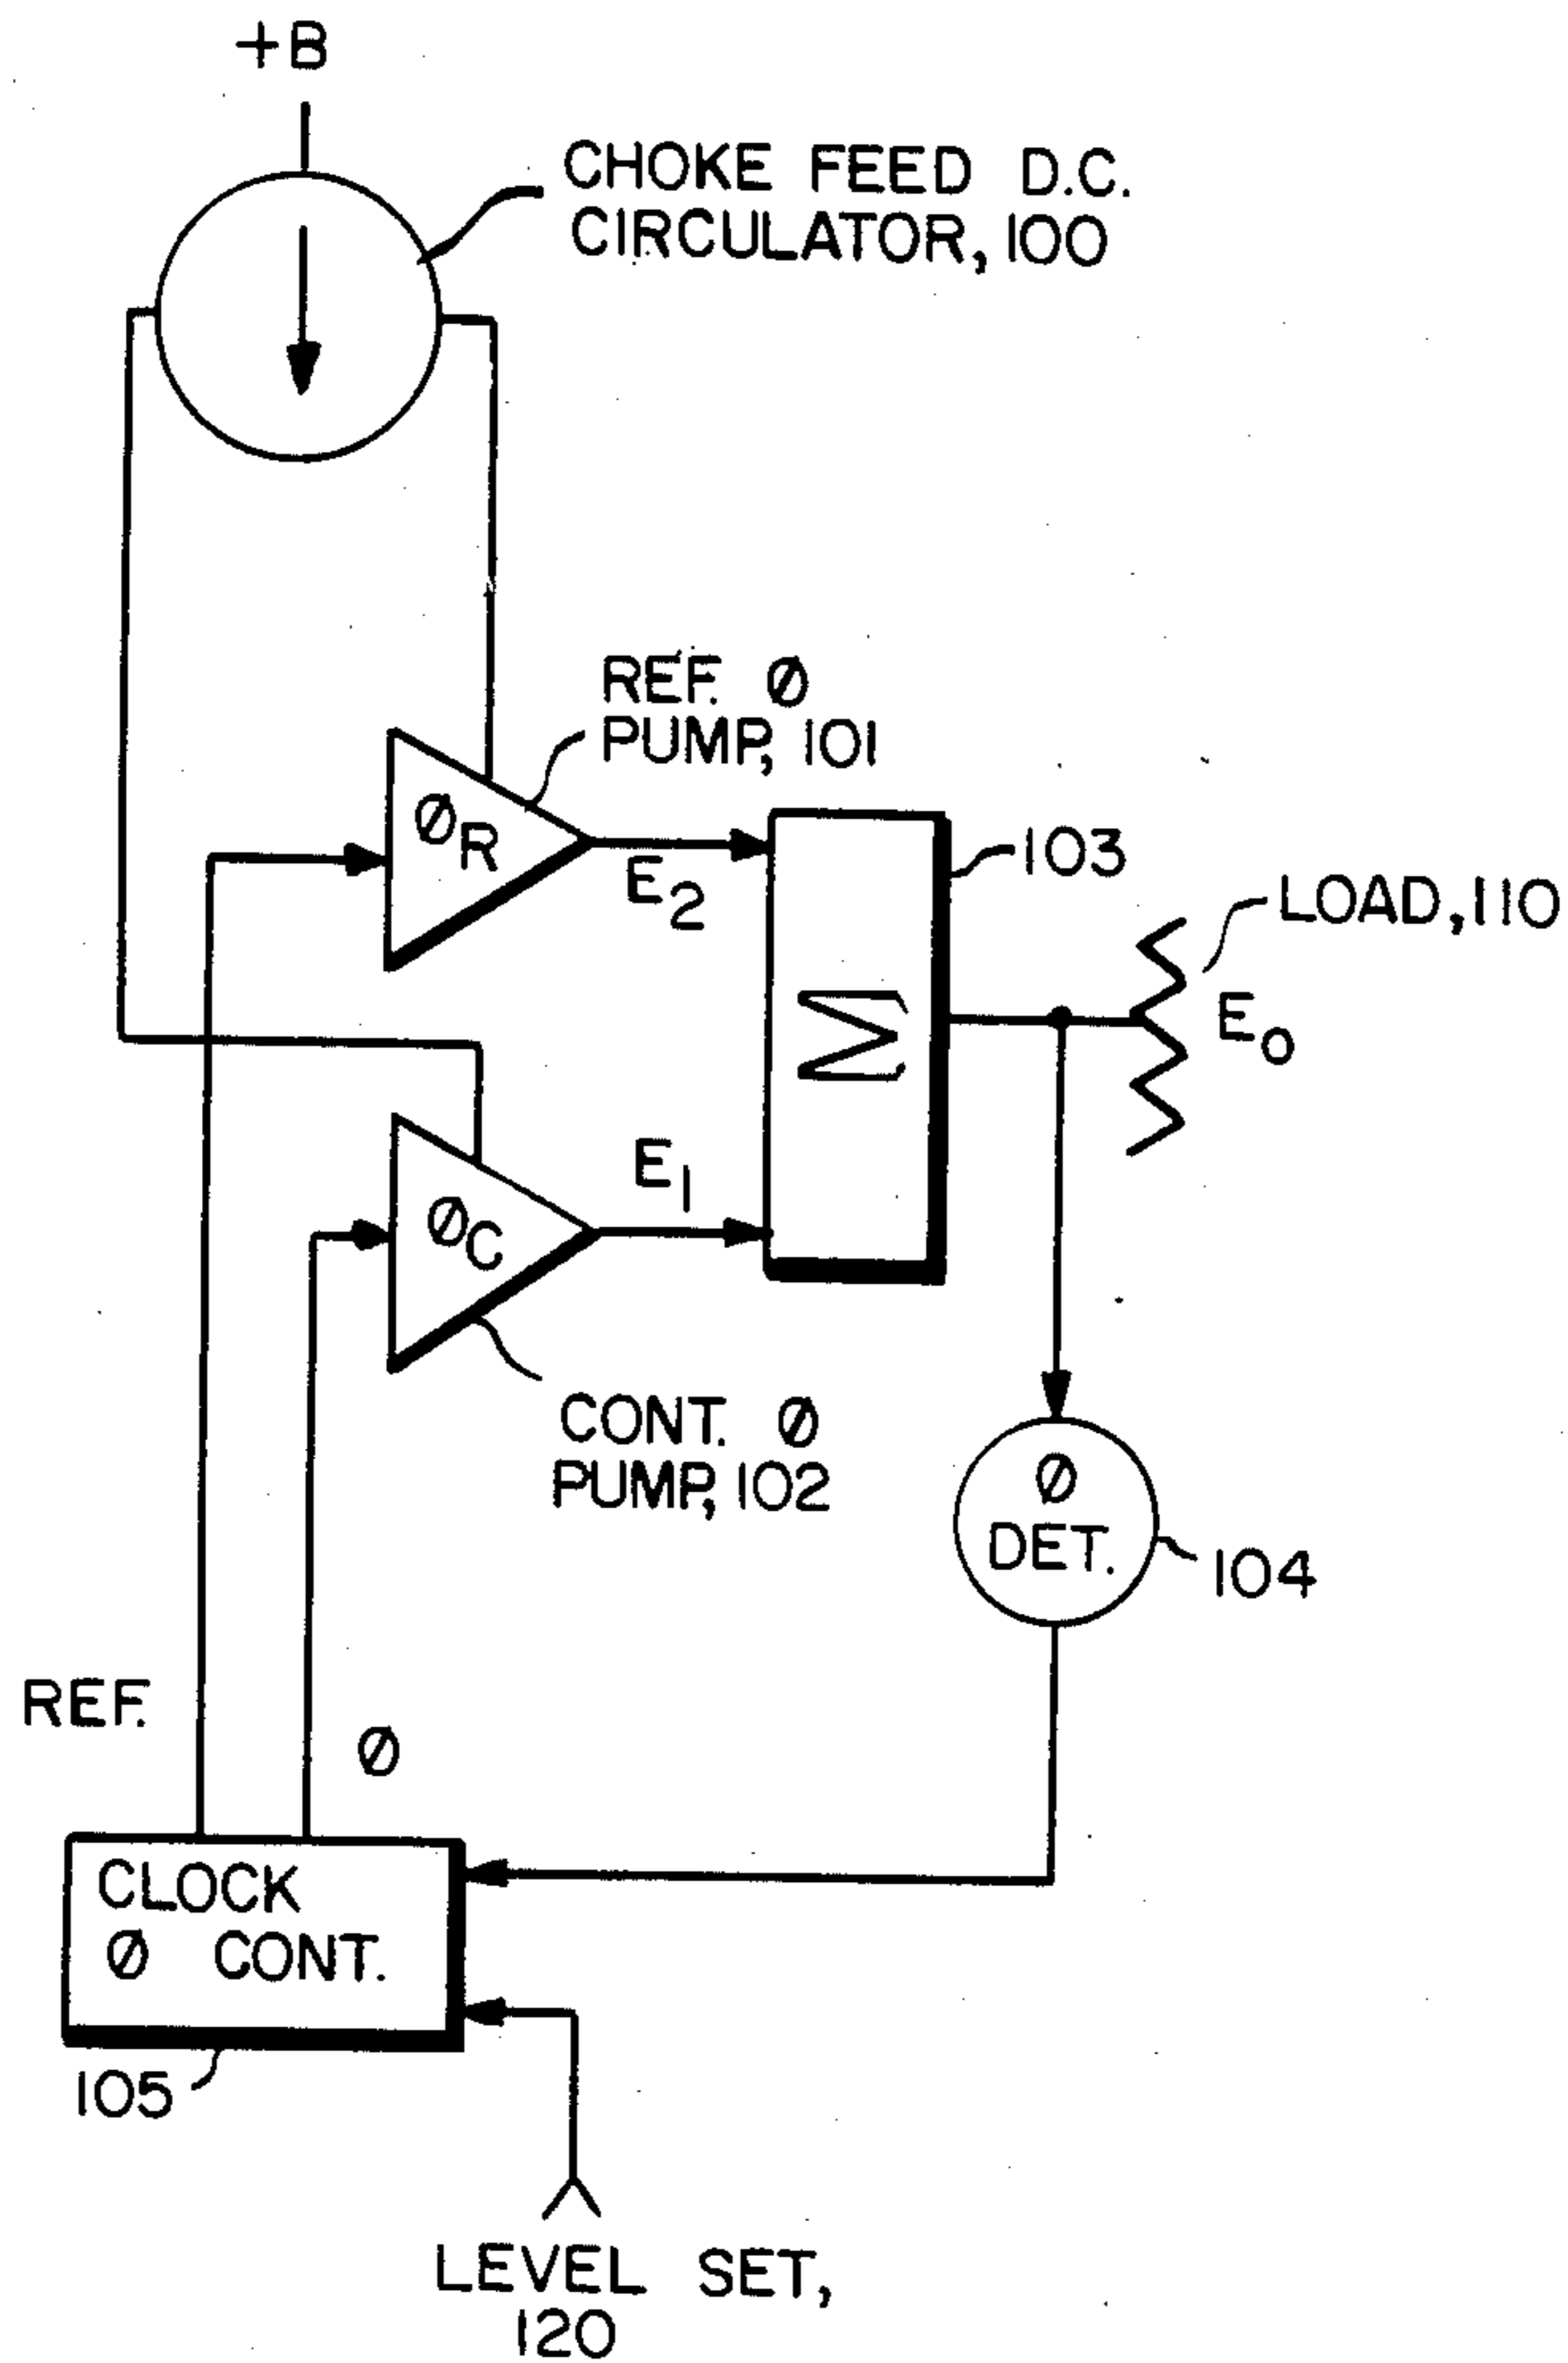 +B
CHOKE FEED D.C.
CIRCULATOR, 100
REF. Ø
PUMP, 101
ØR
E2
103
LOAD, 110
Eo
Σ
E1
ØC
CONT. Ø
PUMP, 102
Ø
DET.
104
REF.
Ø
CLOCK
Ø CONT.
105
LEVEL SET,
120